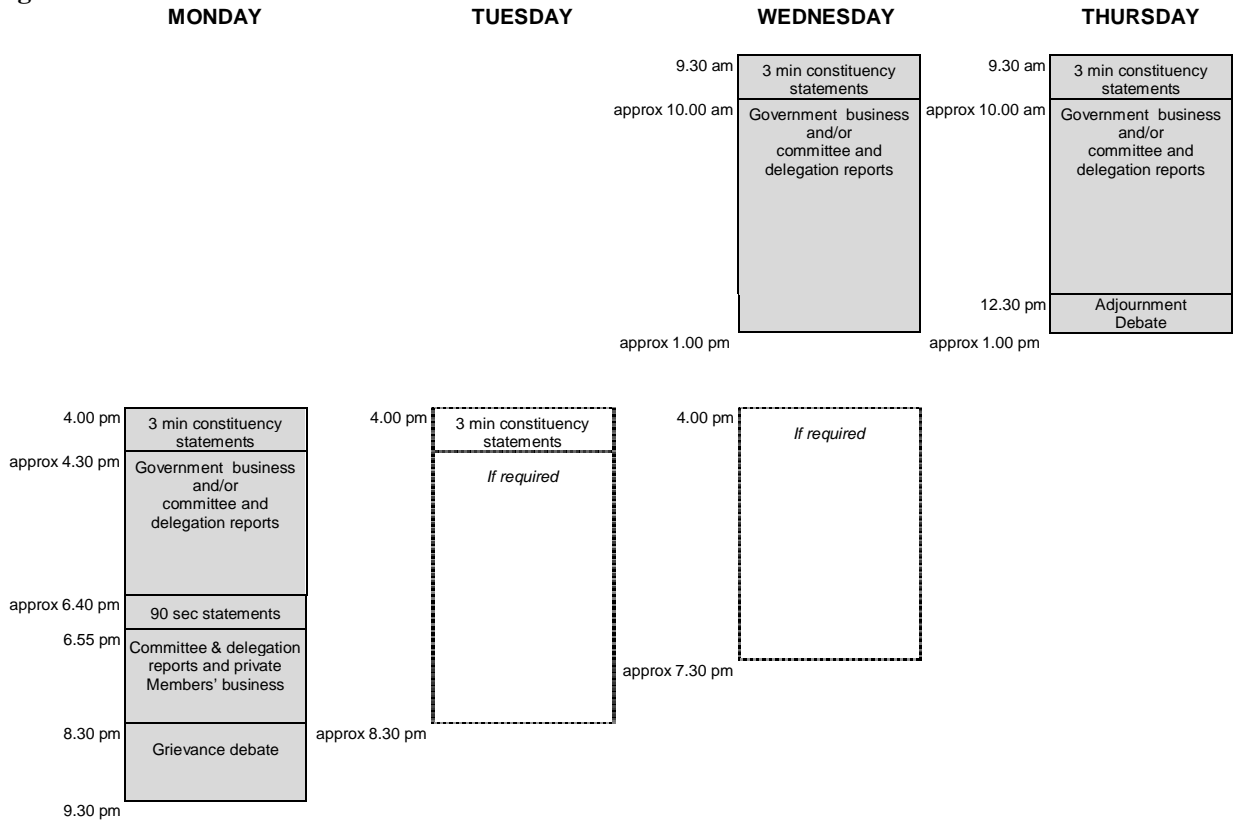 MONDAY
TUESDAY
WEDNESDAY
THURSDAY
9.30 am
3 min constituency
statements
approx 10.00 am
Government business
and/or
committee and
delegation reports
approx 1.00 pm
9.30 am
3 min constituency
statements
approx 10.00 am
Government business
and/or
committee and
delegation reports
12.30 pm
Adjournment
Debate
approx 1.00 pm
4.00 pm
3 min constituency
statements
approx 4.30 pm
Government business
and/or
committee and
delegation reports
approx 6.40 pm
90 sec statements
6.55 pm
Committee & delegation
reports and private
Members’ business
8.30 pm
Grievance debate
9.30 pm
4.00 pm
3 min constituency
statements
If required
approx 8.30 pm
4.00 pm
If required
approx 7.30 pm